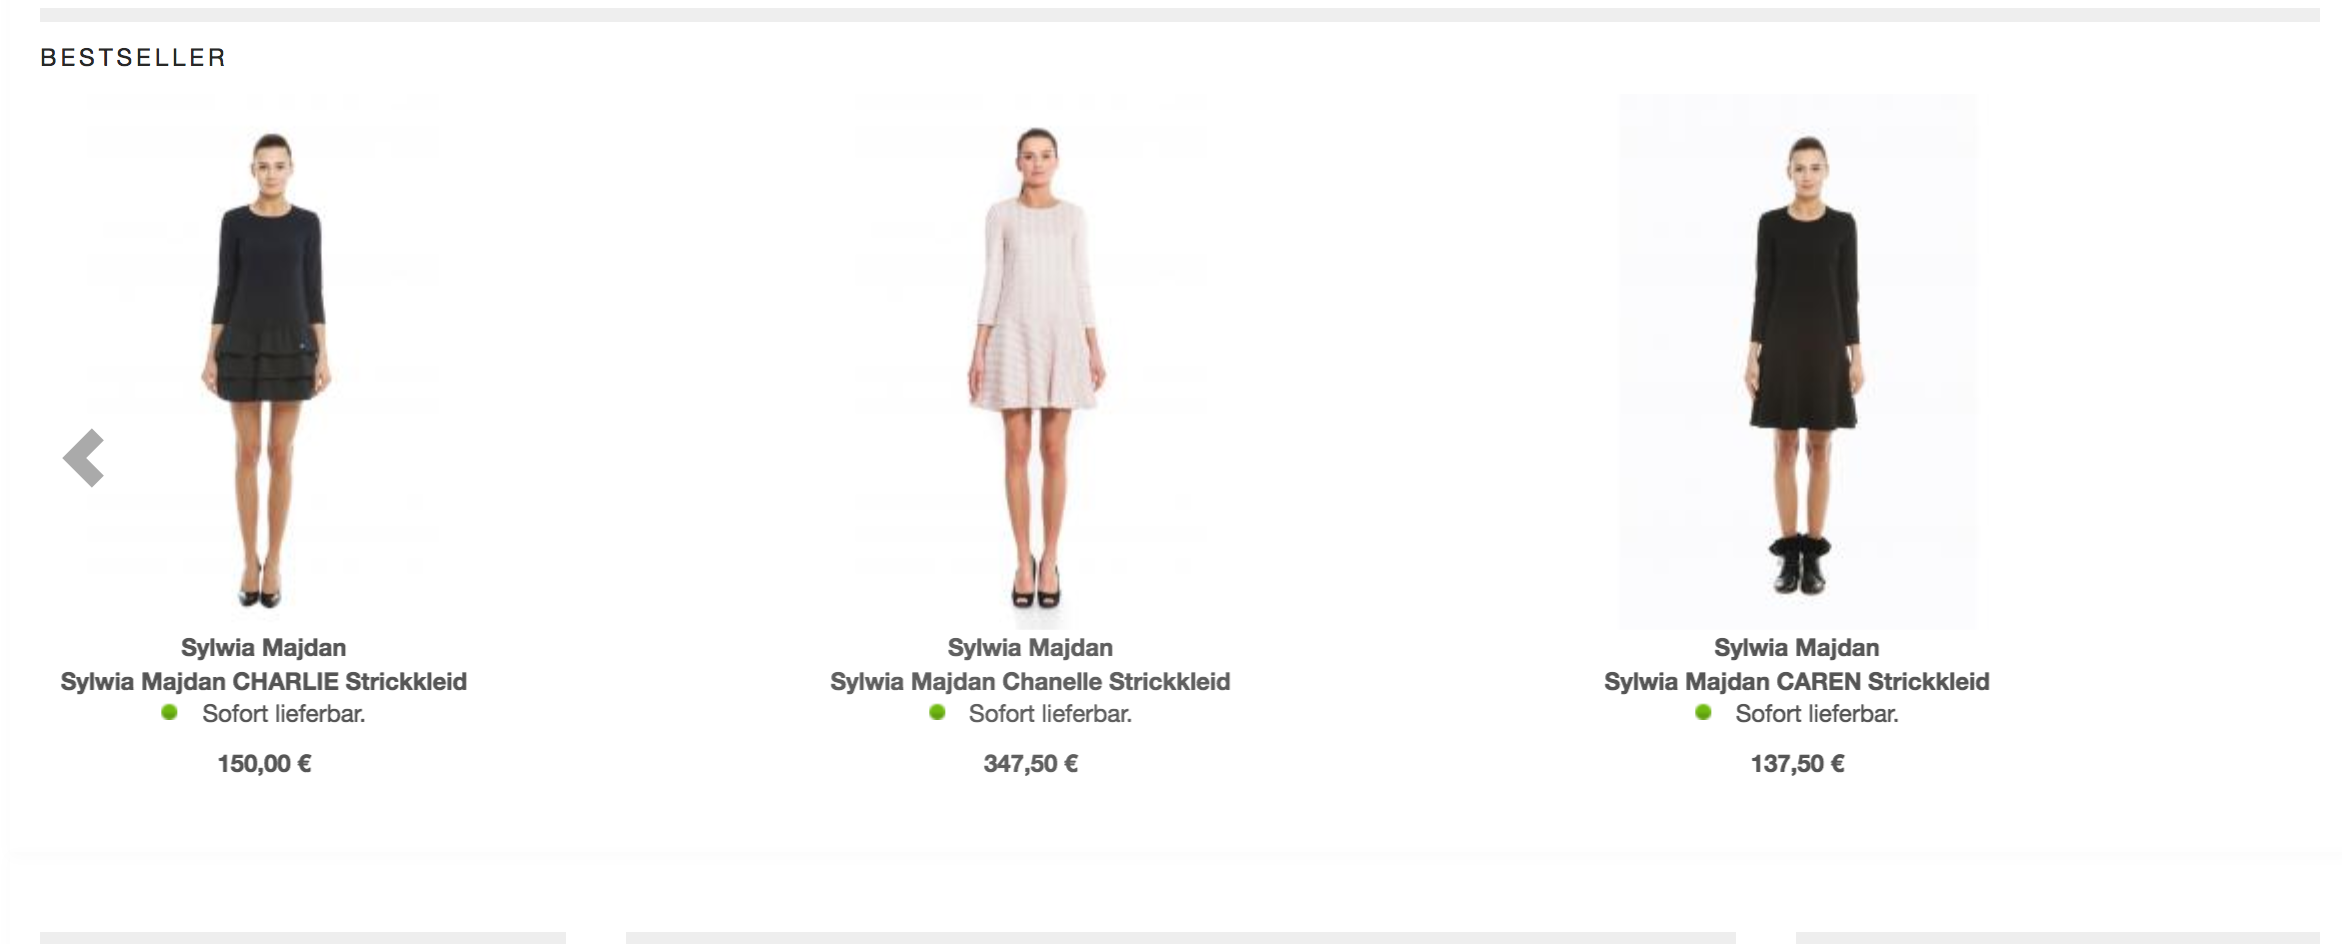 BESTSELLER
Sylwia Majdan
Sylwia Majdan CHARLIE Strickkleid
Sofort lieferbar.
150,00 €
Sylwia Majdan
Sylwia Majdan Chanelle Strickkleid
Sofort lieferbar.
347,50 €
Sylwia Majdan
Sylwia Majdan CAREN Strickkleid
Sofort lieferbar.
137,50 €